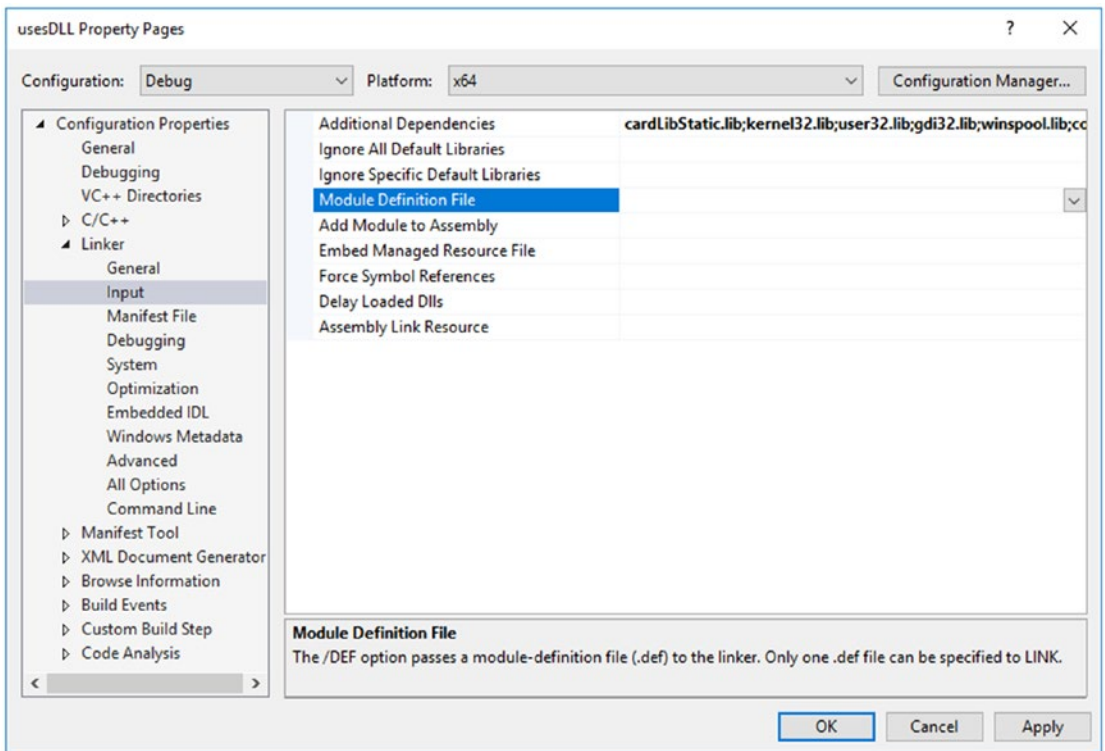 usesDLL Property Pages
?
Configuration: Debug Platform: x64 Configuration Manager...
Configuration Properties
General
Debugging
VC++ Directories
C/C++
Linker
General
Input
Manifest File
Debugging
System
Optimization
Embedded IDL
Windows Metadata
Advanced
All Options
Command Line
Manifest Tool
XML Document Generator
Browse Information
Build Events
Custom Build Step
Code Analysis
Additional Dependencies cardLibStatic.lib;kernel32.lib;user32.lib;gdi32.lib;winspool.lib;co
Ignore All Default Libraries
Ignore Specific Default Libraries
Module Definition File
Add Module to Assembly
Embed Managed Resource File
Force Symbol References
Delay Loaded Dlls
Assembly Link Resource
Module Definition File
The /DEF option passes a module-definition file (.def) to the linker. Only one .def file can be specified to LINK.
OK Cancel Apply